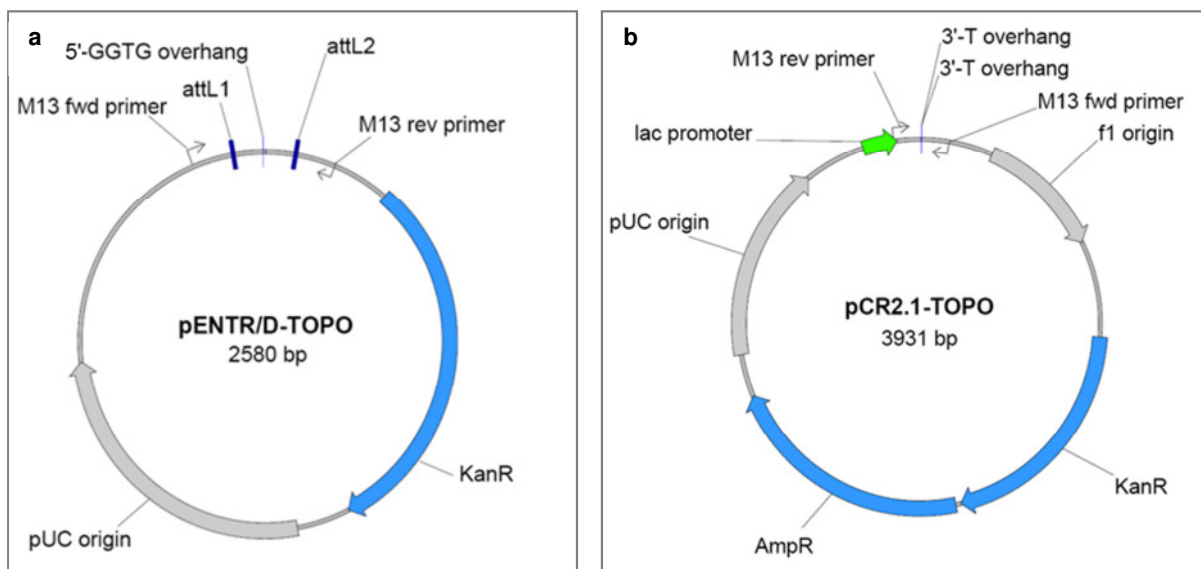 a
5'-GGTG overhang
attL2
attL1
M13 fwd primer
M13 rev primer
pENTR/D-TOPO
2580 bp
KanR
pUC origin
b
3'-T overhang
M13 rev primer
3'-T overhang
M13 fwd primer
lac promoter
f1 origin
pUC origin
pCR2.1-TOPO
3931 bp
KanR
AmpR